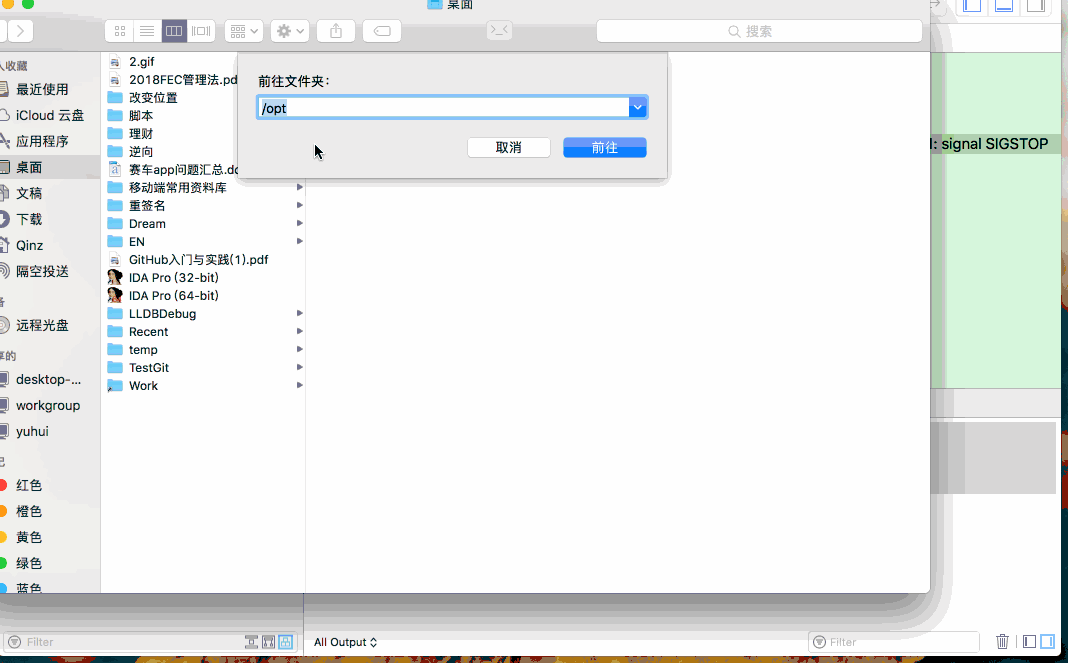 桌面
搜索
人收藏
最近使用
iCloud 云盘
应用程序
桌面
文稿
下载
Qinz
隔空投送
备
远程光盘
享的
desktop-...
workgroup
yuhui
记
红色
橙色
黄色
绿色
蓝色
2.gif
2018FEC管理法.pd
改变位置
脚本
理财
逆向
赛车app问题汇总.dc
移动端常用资料库
重签名
Dream
EN
GitHub入门与实践(1).pdf
IDA Pro (32-bit)
IDA Pro (64-bit)
LLDBDebug
Recent
temp
TestGit
Work
前往文件夹:
/opt
取消
前往
l: signal SIGSTOP
Filter
All Output
Filter